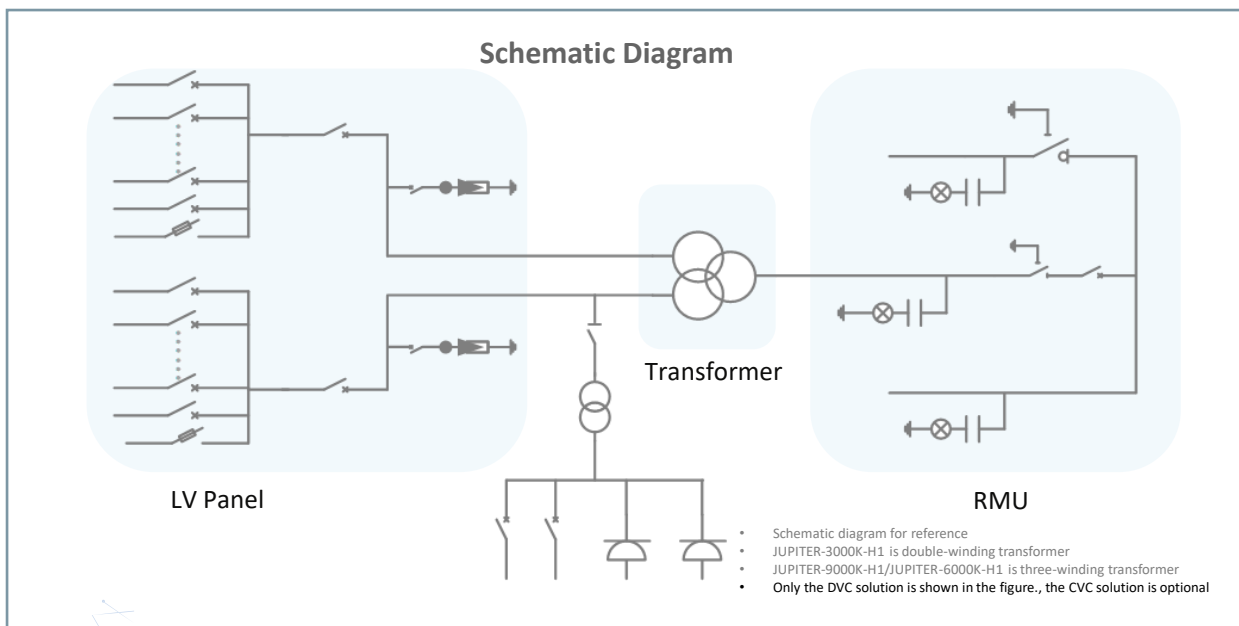 Schematic Diagram
LV Panel
Transformer
RMU
• Schematic diagram for reference
• JUPITER-3000K-H1 is double-winding transformer
• JUPITER-9000K-H1/JUPITER-6000K-H1 is three-winding transformer
• Only the DVC solution is shown in the figure., the CVC solution is optional